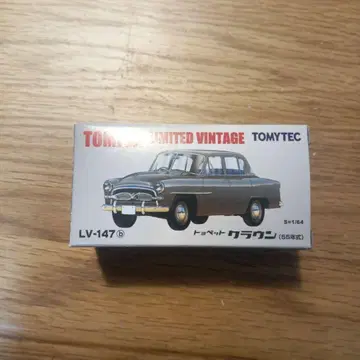 TOMICA LIMITED VINTAGE TOMYTEC
S=1/64
LV-147ⓑ トヨペット クラウン (55年式)